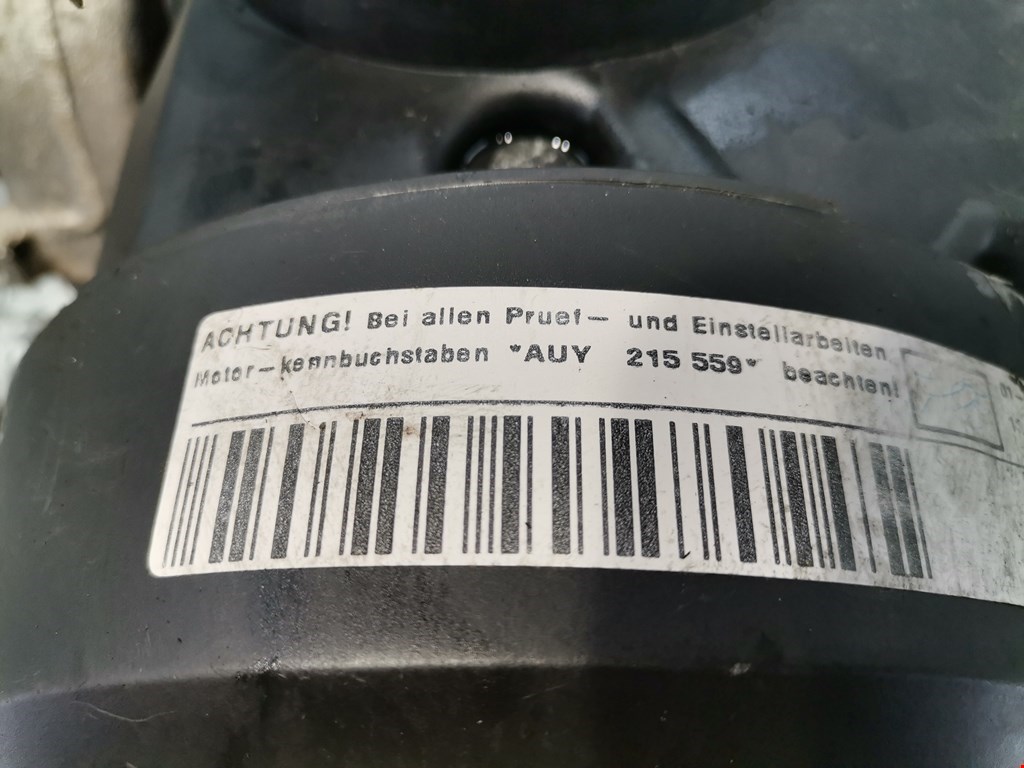 ACHTUNG! Bei allen Pruef- und Einstellarbeiten
Motor-kennbuchstaben *AUY 215 559* beachten!